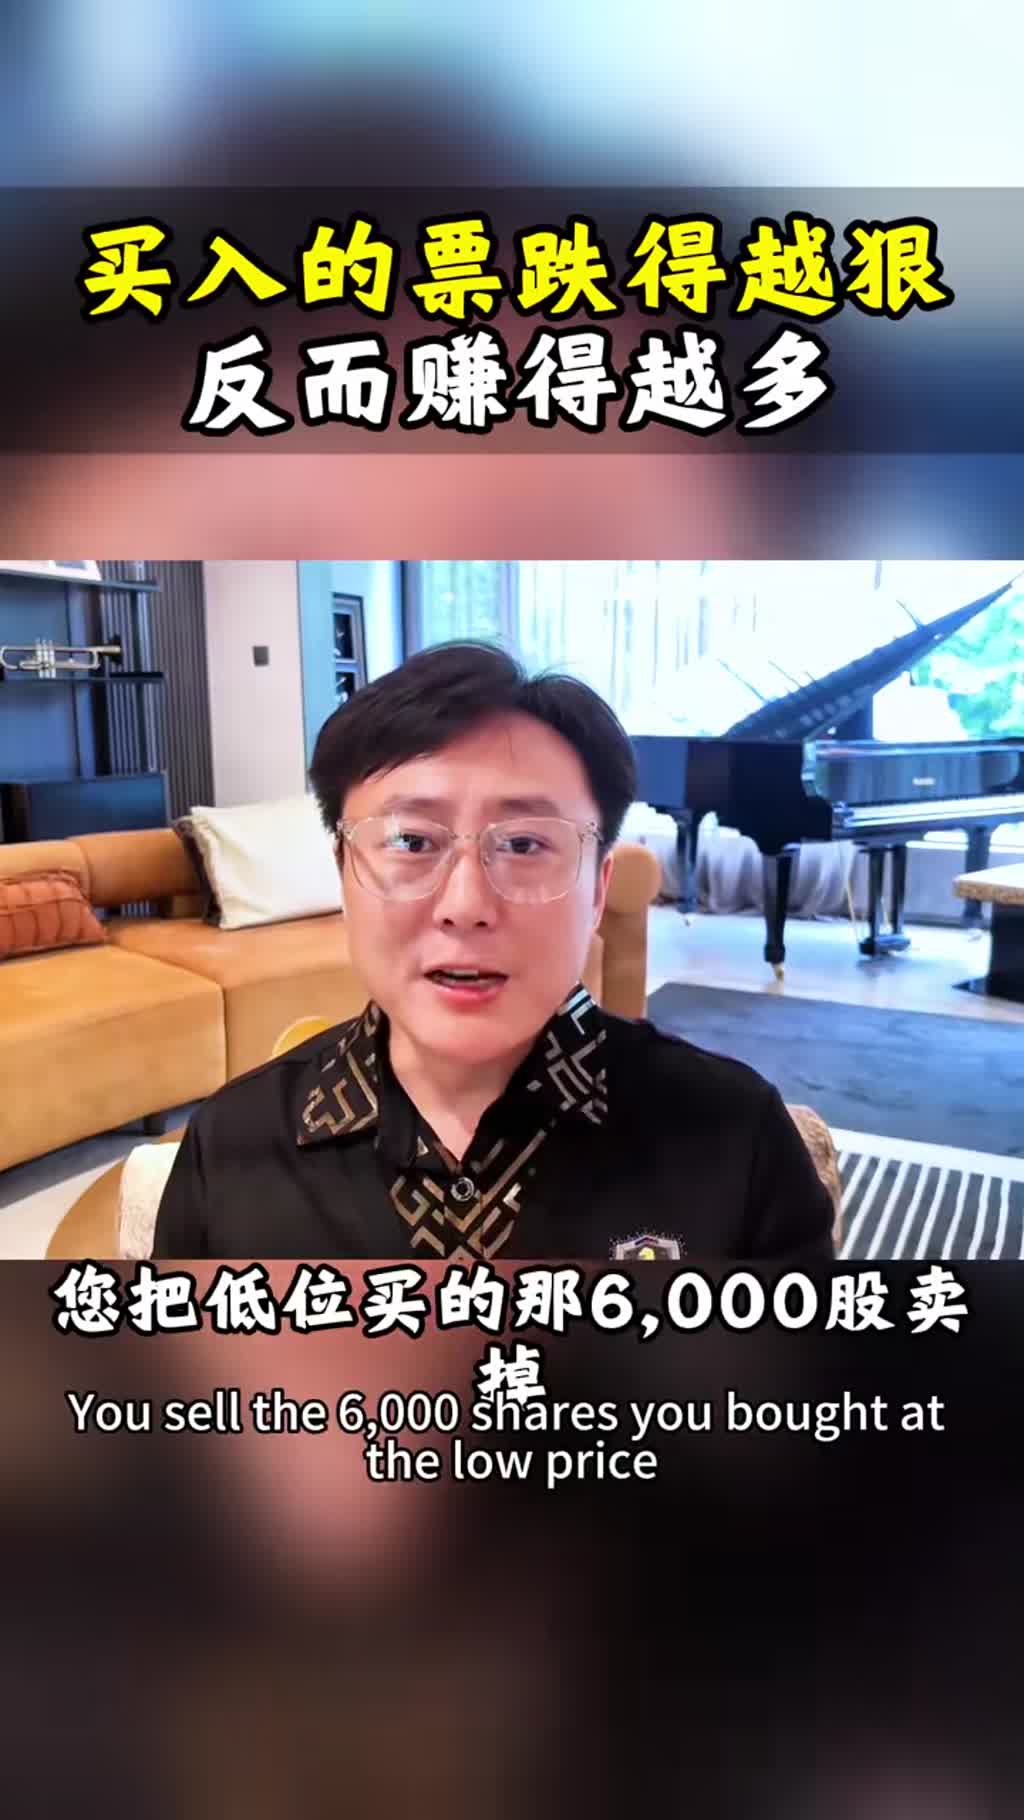 买入的票跌得越狠
反而赚得越多
您把低位买的那6,000股卖
掉
You sell the 6,000 shares you bought at
the low price